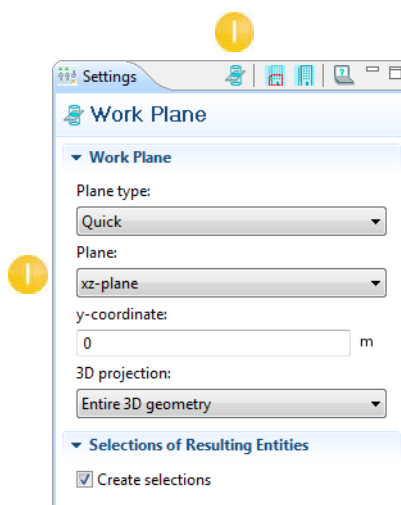 Settings
Work Plane
Work Plane
Plane type:
Quick
Plane:
xz-plane
y-coordinate:
0 m
3D projection:
Entire 3D geometry
Selections of Resulting Entities
Create selections